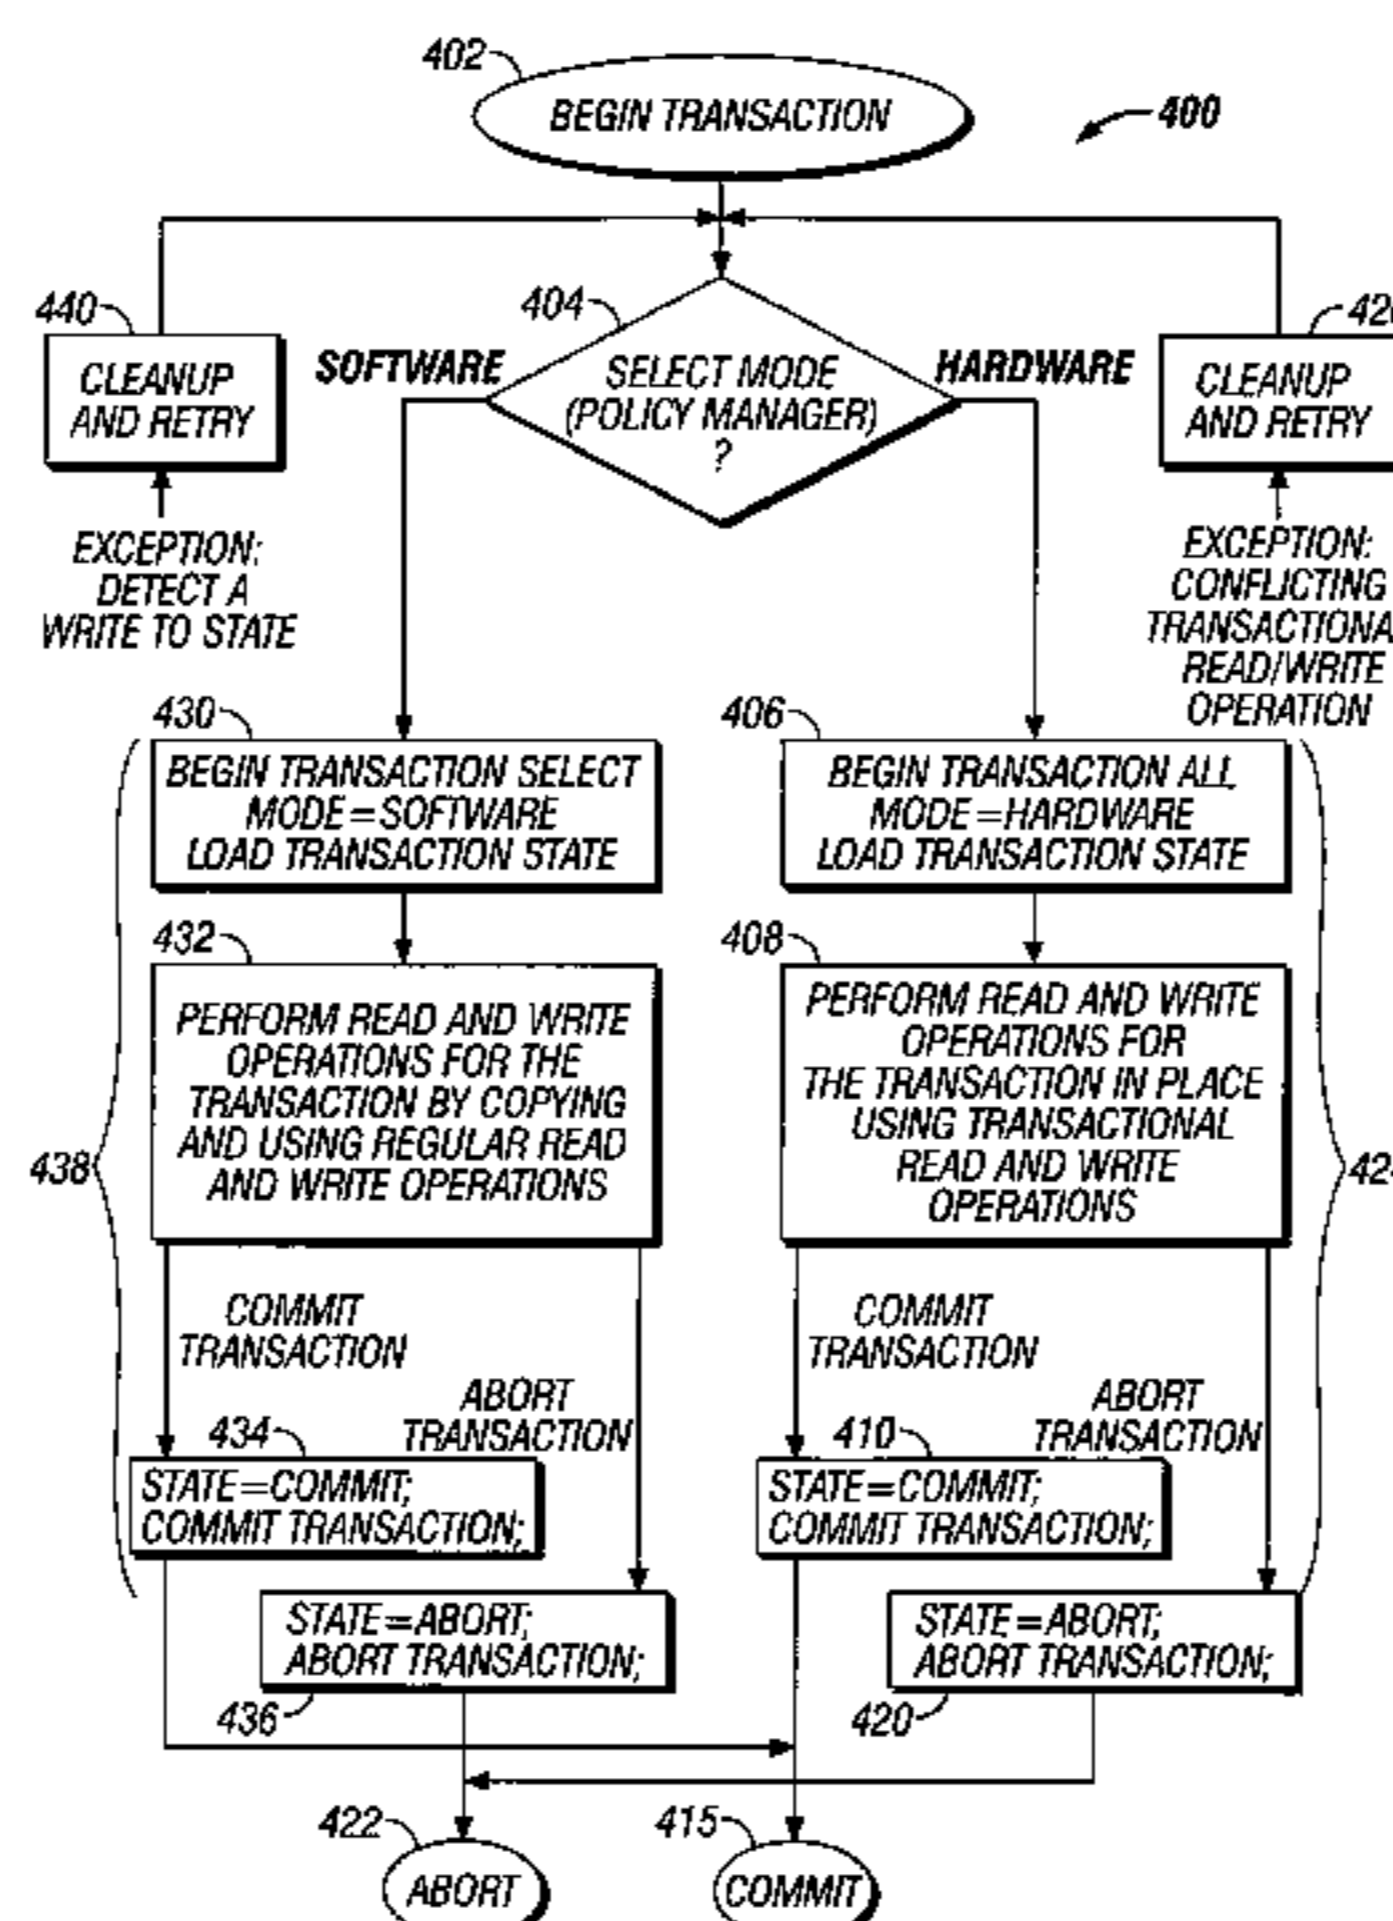 402
BEGIN TRANSACTION
400
440
CLEANUP
AND RETRY
EXCEPTION:
DETECT A
WRITE TO STATE
404
SOFTWARE
SELECT MODE
(POLICY MANAGER)
?
HARDWARE
CLEANUP
AND RETRY
EXCEPTION:
CONFLICTING
TRANSACTIONA
READ/WRITE
OPERATION
430
BEGIN TRANSACTION SELECT
MODE=SOFTWARE
LOAD TRANSACTION STATE
406
BEGIN TRANSACTION ALL
MODE=HARDWARE
LOAD TRANSACTION STATE
432
PERFORM READ AND WRITE
OPERATIONS FOR THE
TRANSACTION BY COPYING
AND USING REGULAR READ
AND WRITE OPERATIONS
408
PERFORM READ AND WRITE
OPERATIONS FOR
THE TRANSACTION IN PLACE
USING TRANSACTIONAL
READ AND WRITE
OPERATIONS
438
COMMIT
TRANSACTION
ABORT
TRANSACTION
434
STATE=COMMIT;
COMMIT TRANSACTION;
STATE=ABORT;
ABORT TRANSACTION;
436
COMMIT
TRANSACTION
ABORT
TRANSACTION
410
STATE=COMMIT;
COMMIT TRANSACTION;
STATE=ABORT;
ABORT TRANSACTION;
420
422
ABORT
415
COMMIT